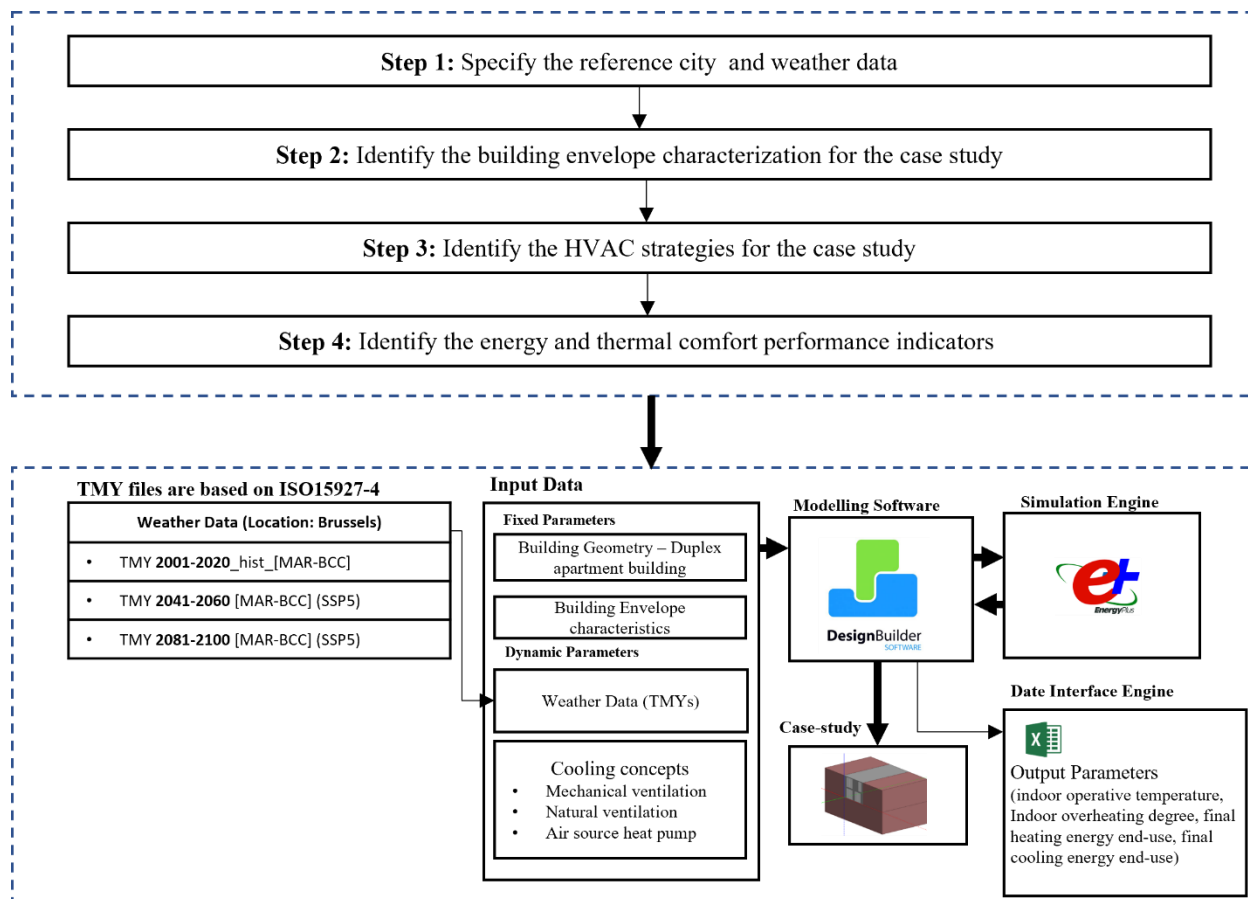 Step 1: Specify the reference city and weather data
Step 2: Identify the building envelope characterization for the case study
Step 3: Identify the HVAC strategies for the case study
Step 4: Identify the energy and thermal comfort performance indicators
TMY files are based on ISO15927-4
Weather Data (Location: Brussels)
• TMY 2001-2020_hist_[MAR-BCC]
• TMY 2041-2060 [MAR-BCC] (SSP5)
• TMY 2081-2100 [MAR-BCC] (SSP5)
Input Data
Fixed Parameters
Building Geometry – Duplex
apartment building
Building Envelope
characteristics
Dynamic Parameters
Weather Data (TMYs)
Cooling concepts
• Mechanical ventilation
• Natural ventilation
• Air source heat pump
Modelling Software
DesignBuilder
SOFTWARE
Simulation Engine
e+
EnergyPlus
Case-study
Date Interface Engine
X
Output Parameters
(indoor operative temperature,
Indoor overheating degree, final
heating energy end-use, final
cooling energy end-use)